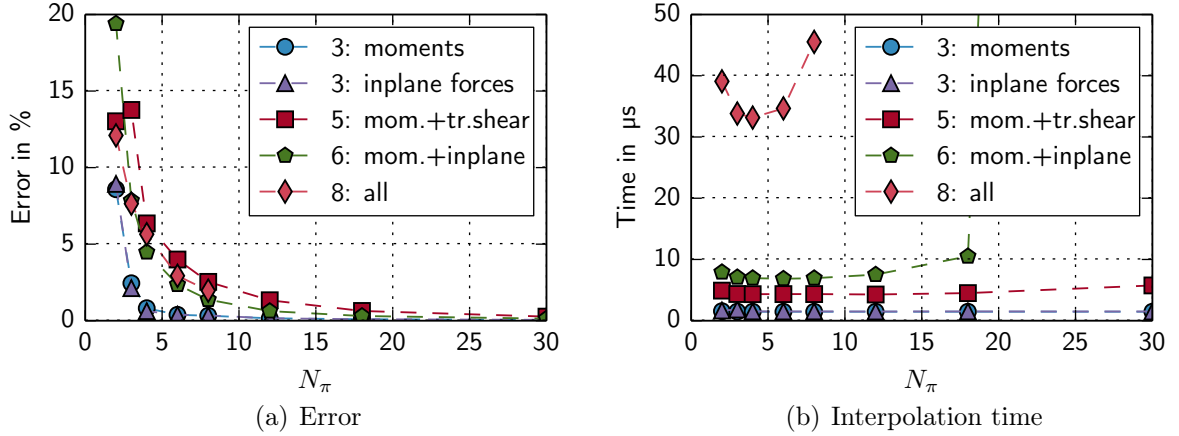 20
15
10
5
0
0 5 10 15 20 25 30
Error in %
Nπ
3: moments
3: inplane forces
5: mom.+tr.shear
6: mom.+inplane
8: all
(a) Error
50
40
30
20
10
0
0 5 10 15 20 25 30
Time in µs
Nπ
3: moments
3: inplane forces
5: mom.+tr.shear
6: mom.+inplane
8: all
(b) Interpolation time